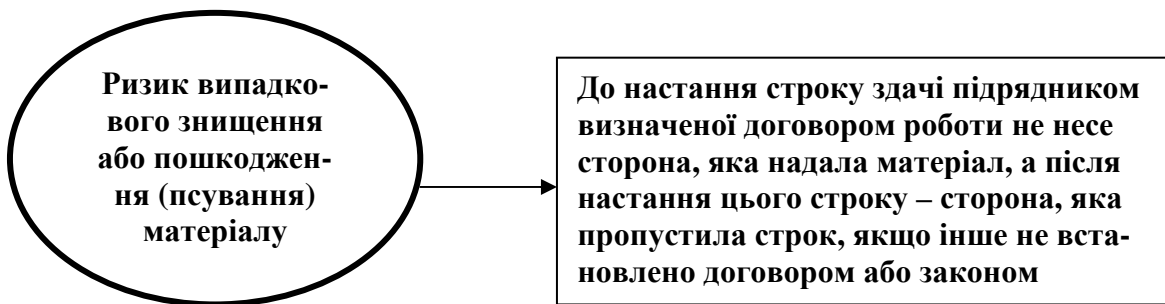 Ризик випадко-
вого знищення
або пошкоджен-
ня (псування)
матеріалу
До настання строку здачі підрядником
визначеної договором роботи не несе
сторона, яка надала матеріал, а після
настання цього строку – сторона, яка
пропустила строк, якщо інше не вста-
новлено договором або законом